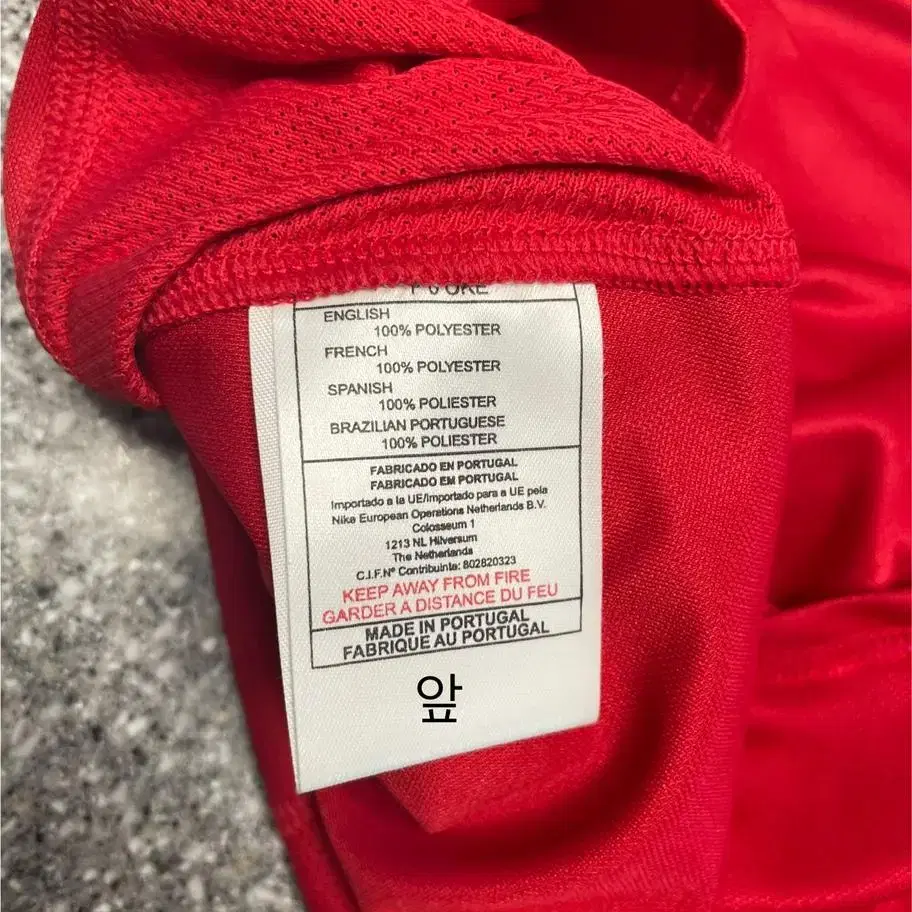 ENGLISH
100% POLYESTER
FRENCH
100% POLYESTER
SPANISH
100% POLIESTER
BRAZILIAN PORTUGUESE
100% POLIESTER
FABRICADO EN PORTUGAL
FABRICADO EM PORTUGAL
Importado a la UE/Importado para a UE pela
Nike European Operations Netherlands B.V.
Colosseum 1
1213 NL Hilversum
The Netherlands
C.I.F.Nº Contribuinte: 802820323
KEEP AWAY FROM FIRE
GARDER A DISTANCE DU FEU
MADE IN PORTUGAL
FABRIQUE AU PORTUGAL
앞